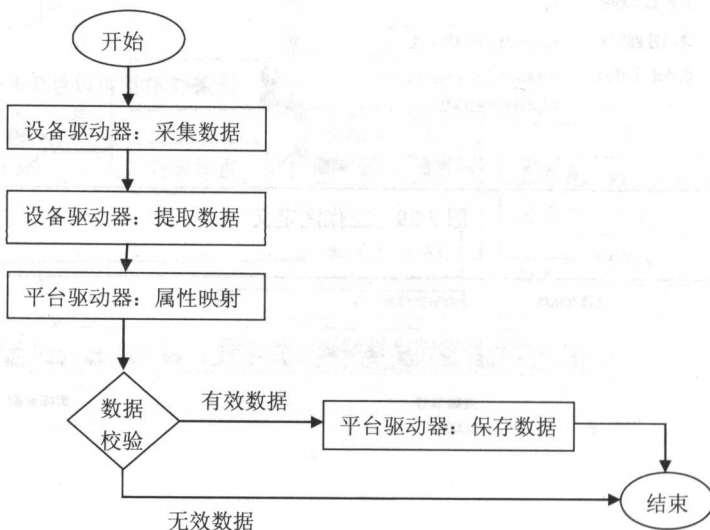 开始
设备驱动器：采集数据
设备驱动器：提取数据
平台驱动器：属性映射
数据
校验
有效数据
平台驱动器：保存数据
无效数据
结束